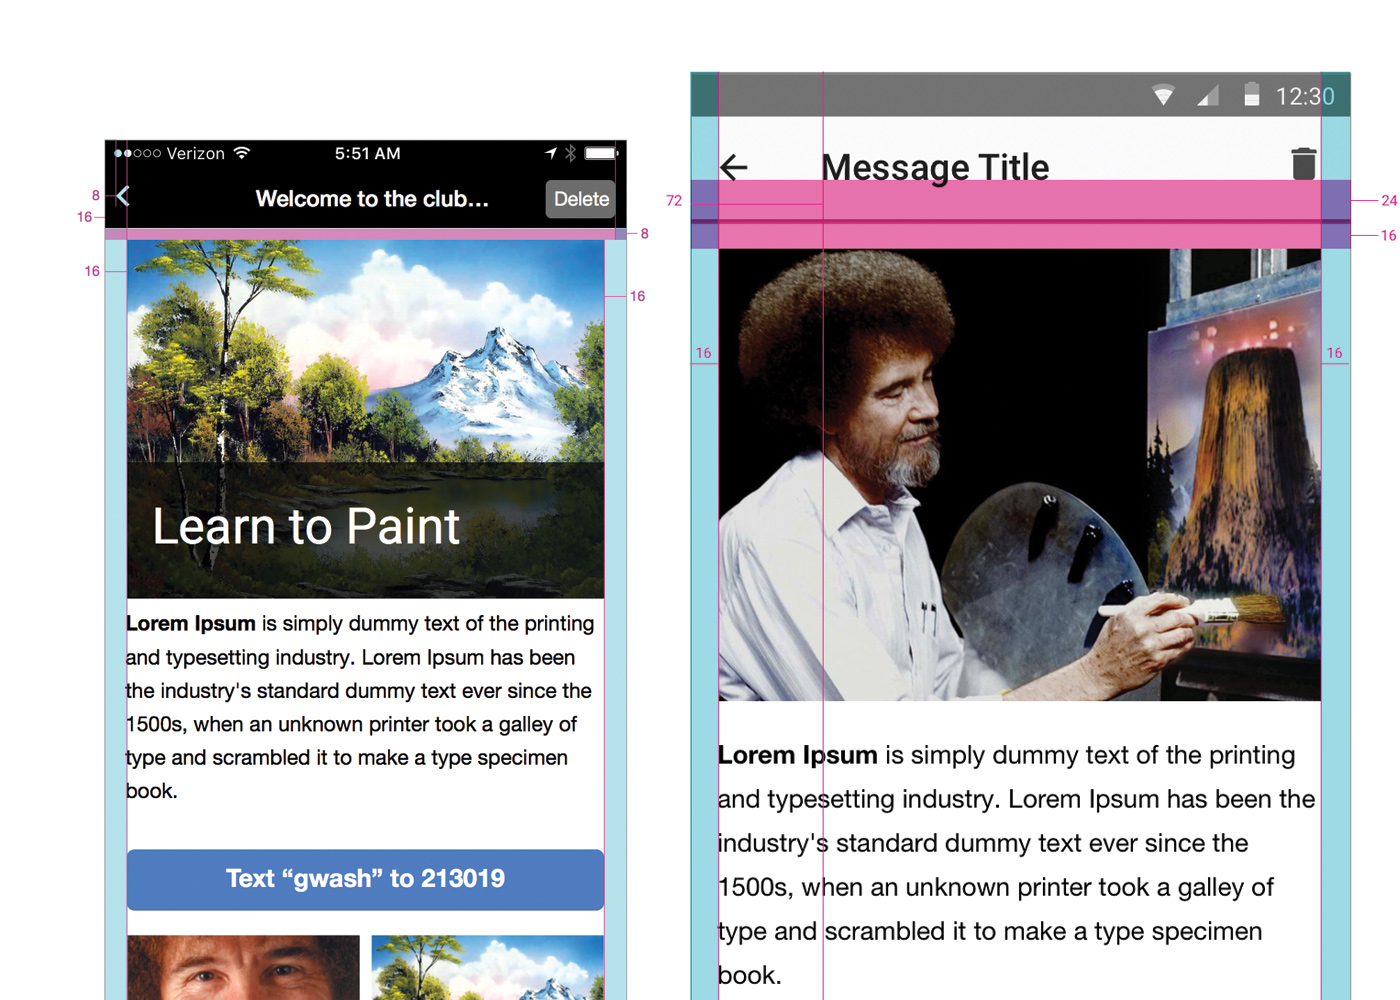 Verizon
5:51 AM
8
Welcome to the club...
Delete
16
8
16
16
Learn to Paint
Lorem Ipsum is simply dummy text of the printing
and typesetting industry. Lorem Ipsum has been
the industry's standard dummy text ever since the
1500s, when an unknown printer took a galley of
type and scrambled it to make a type specimen
book.
Text “gwash” to 213019
12:30
Message Title
72
24
16
16
16
Lorem Ipsum is simply dummy text of the printing
and typesetting industry. Lorem Ipsum has been the
industry's standard dummy text ever since the
1500s, when an unknown printer took a galley of
type and scrambled it to make a type specimen
book.